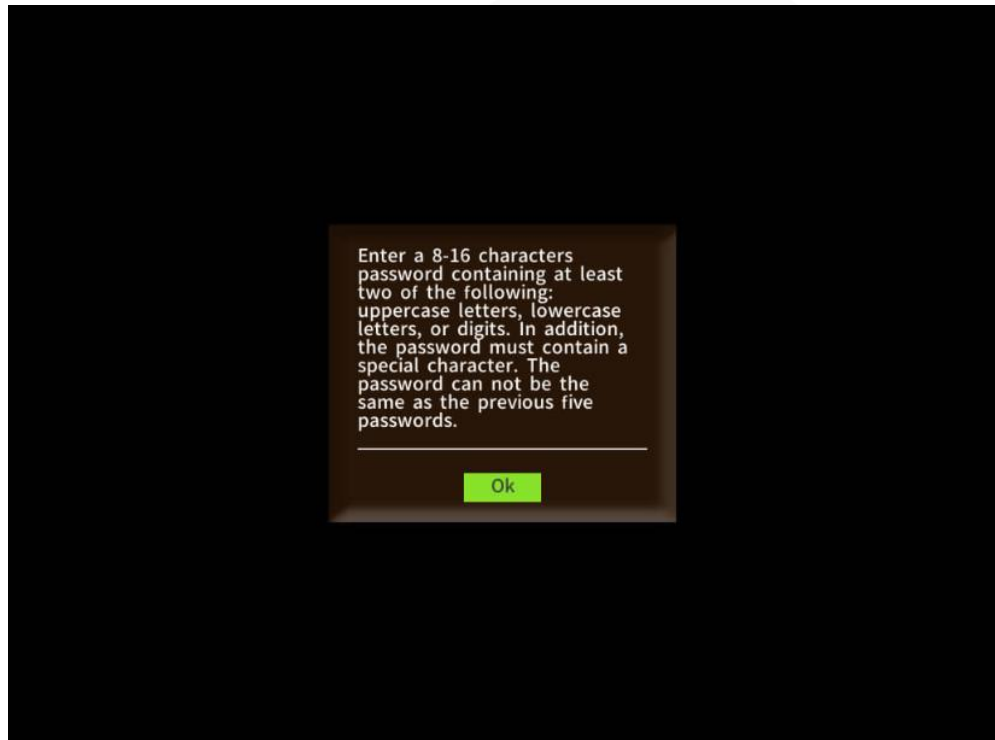 Enter a 8-16 characters
password containing at least
two of the following:
uppercase letters, lowercase
letters, or digits. In addition,
the password must contain a
special character. The
password can not be the
same as the previous five
passwords.
Ok